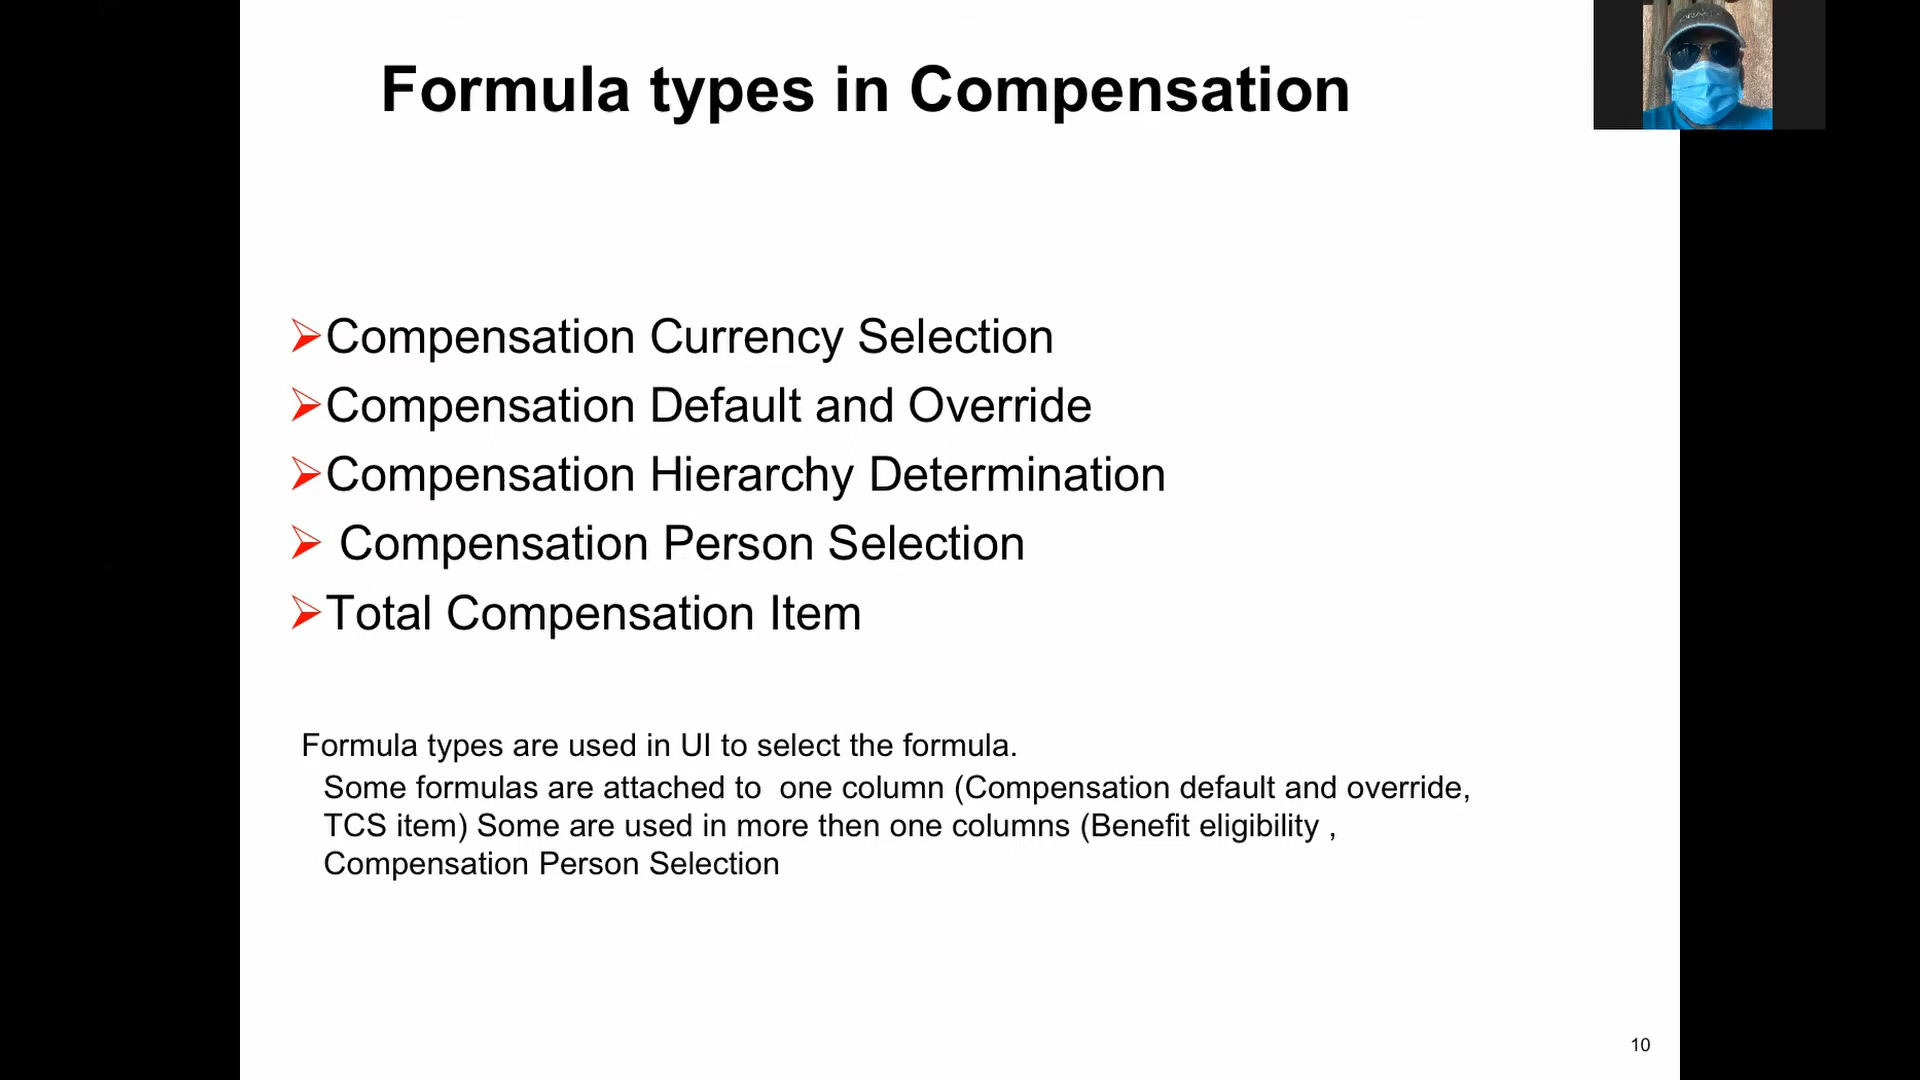 Formula types in Compensation
Compensation Currency Selection
Compensation Default and Override
Compensation Hierarchy Determination
Compensation Person Selection
Total Compensation Item
Formula types are used in UI to select the formula.
Some formulas are attached to  one column (Compensation default and override,
TCS item) Some are used in more then one columns (Benefit eligibility ,
Compensation Person Selection
10